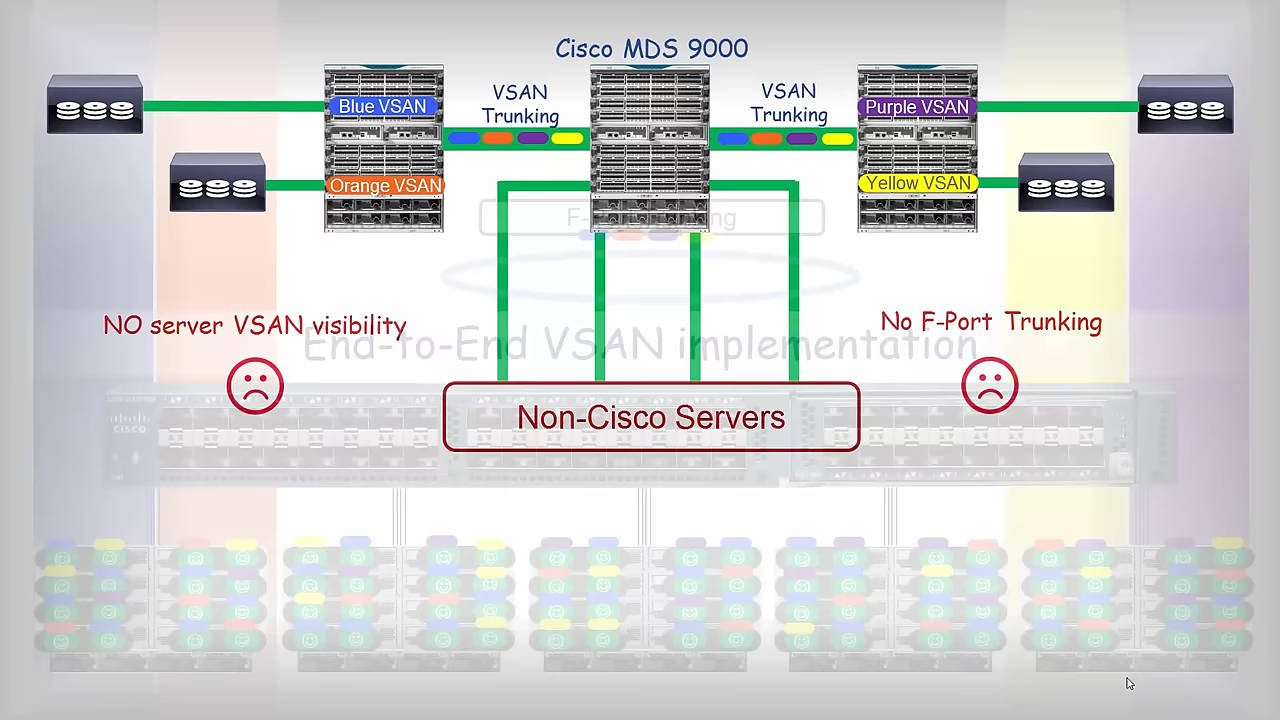 Cisco MDS 9000
VSAN
Trunking
VSAN
Trunking
Blue VSAN
Purple VSAN
Orange VSAN
Yellow VSAN
NO server VSAN visibility
No F-Port Trunking
End-to-End VSAN implementation
Non-Cisco Servers
CISCO